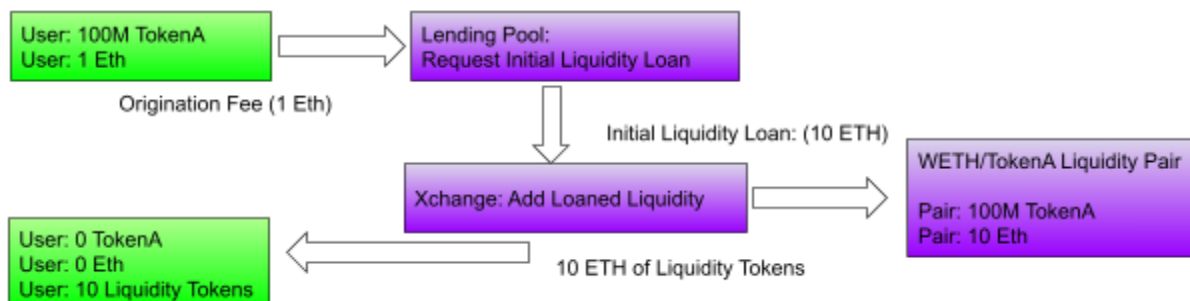 User: 100M TokenA
User: 1 Eth
Lending Pool:
Request Initial Liquidity Loan
Origination Fee (1 Eth)
Initial Liquidity Loan: (10 ETH)
WETH/TokenA Liquidity Pair
Pair: 100M TokenA
Pair: 10 Eth
Xchange: Add Loaned Liquidity
User: 0 TokenA
User: 0 Eth
User: 10 Liquidity Tokens
10 ETH of Liquidity Tokens